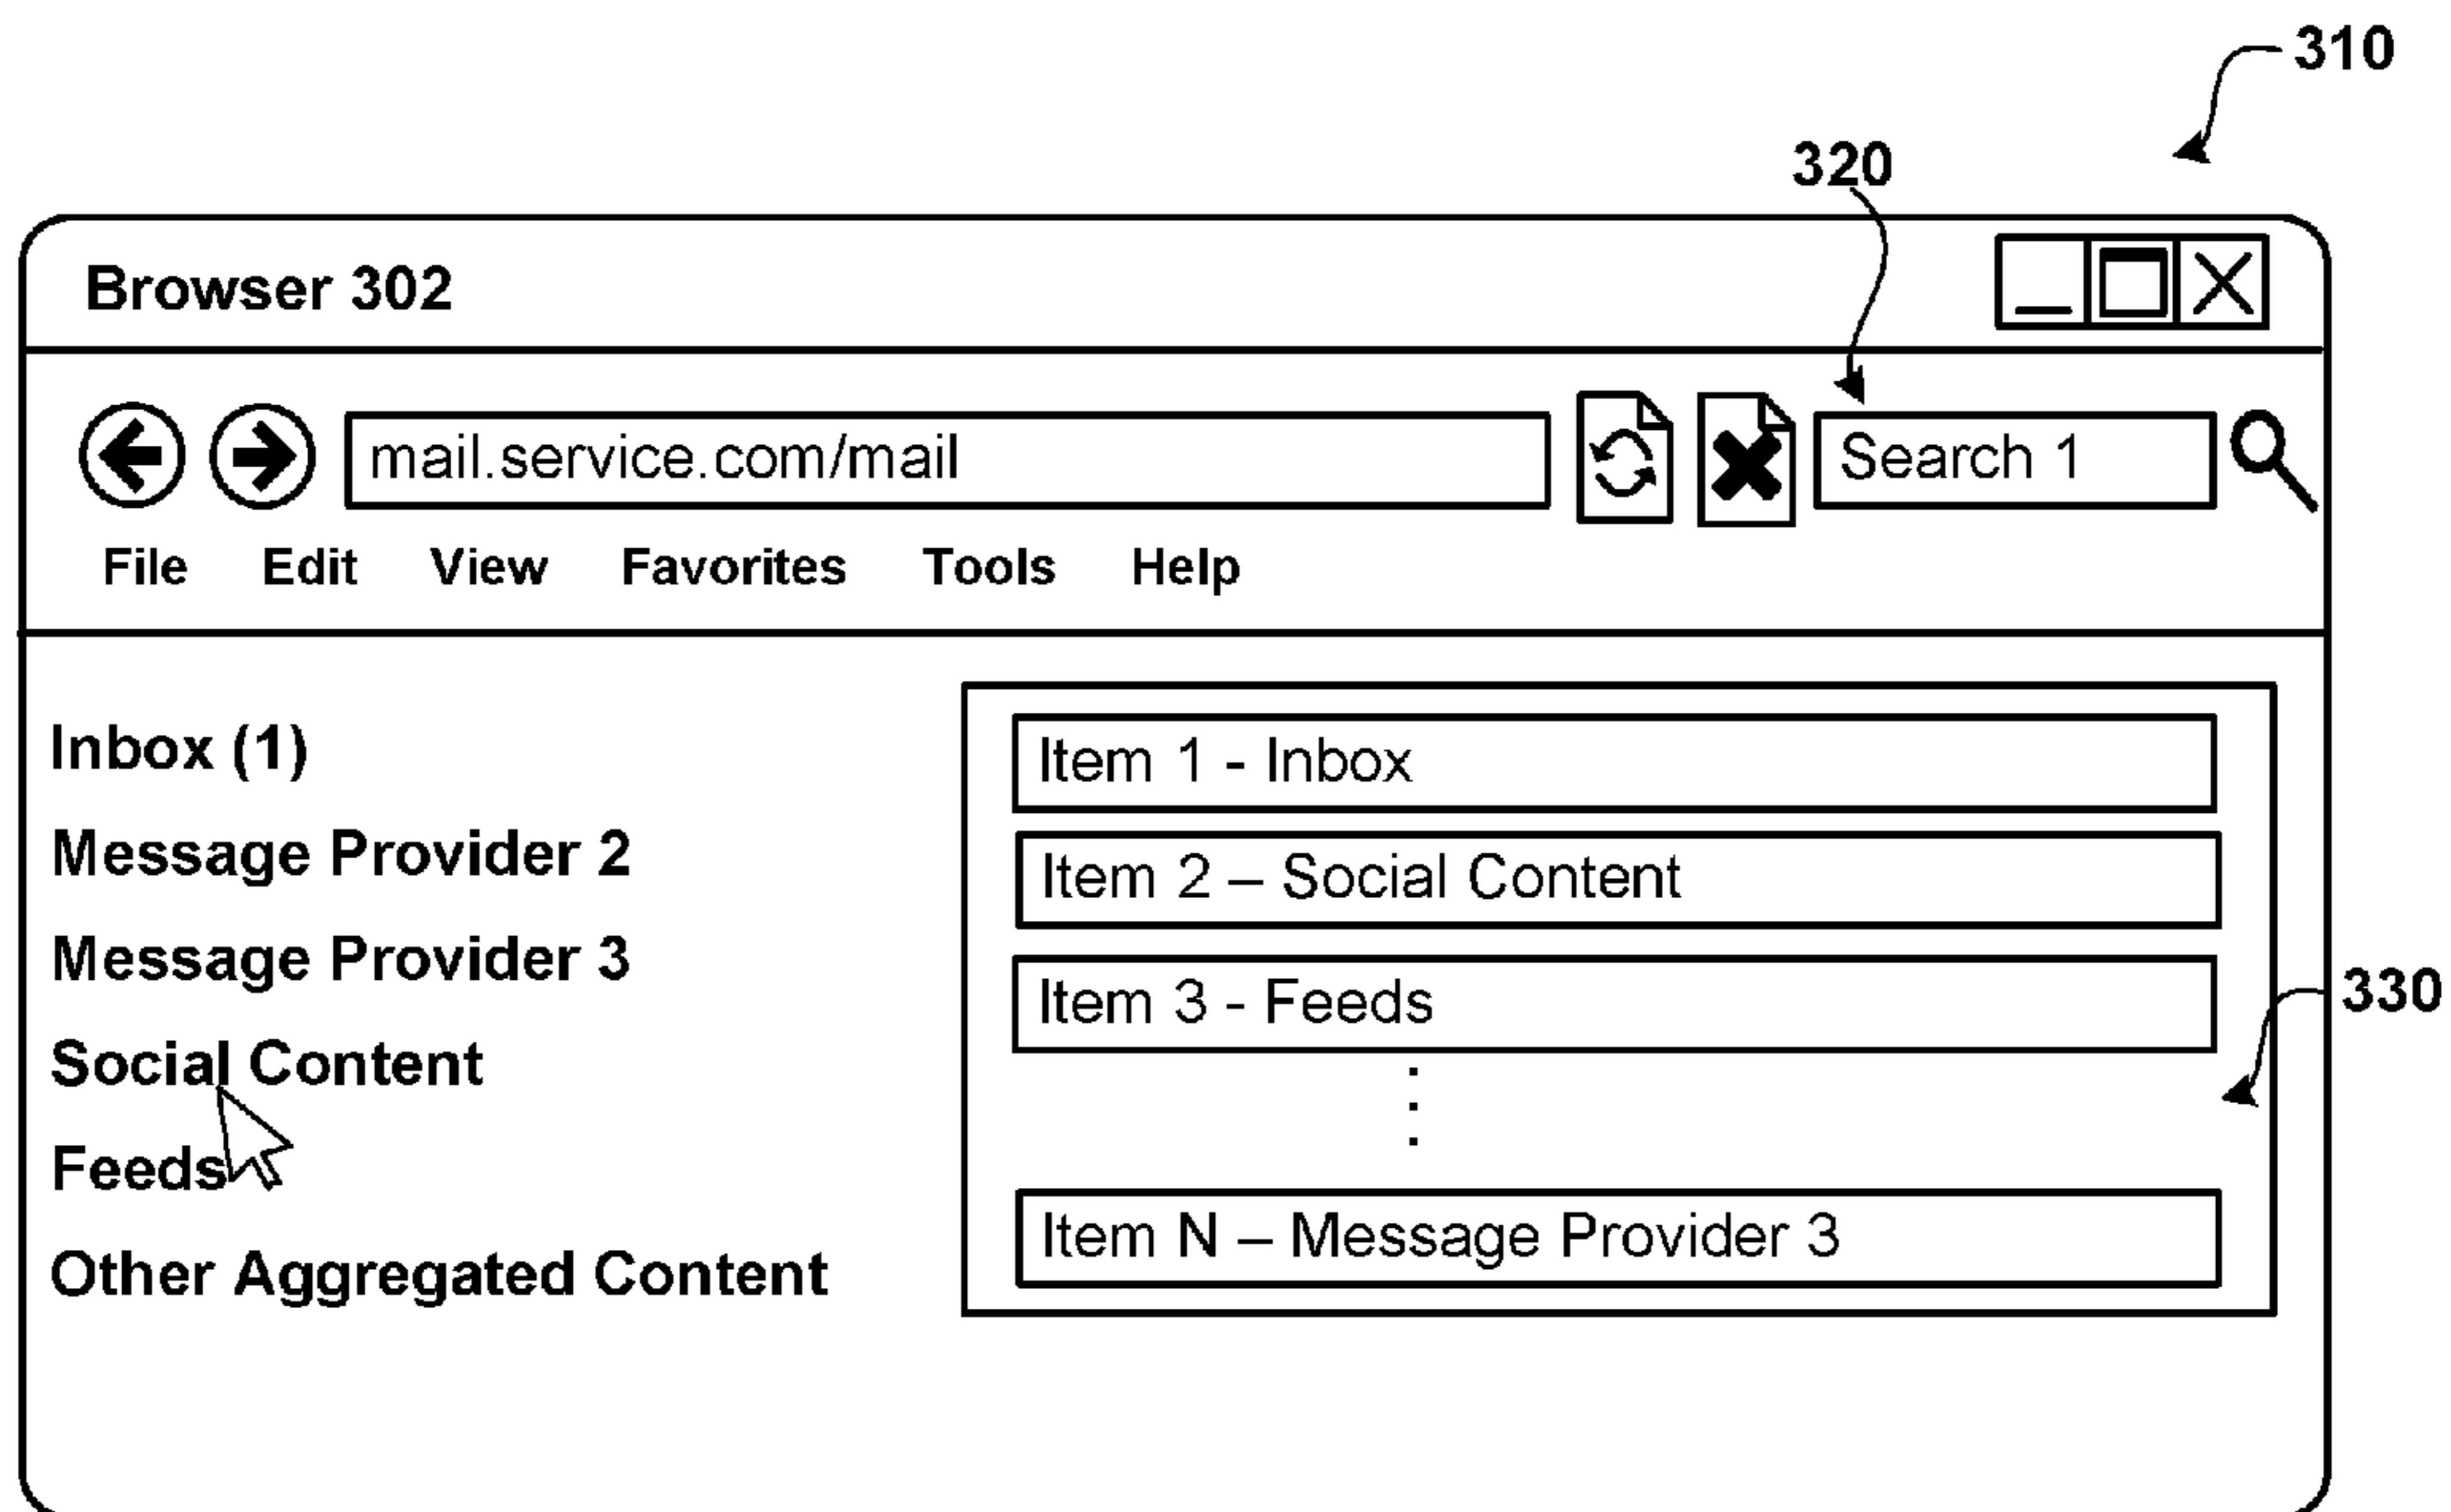 310
320
Browser 302
mail.service.com/mail
Search 1
File Edit View Favorites Tools Help
Inbox (1)
Message Provider 2
Message Provider 3
Social Content
Feeds
Other Aggregated Content
Item 1 - Inbox
Item 2 – Social Content
Item 3 - Feeds
Item N – Message Provider 3
330